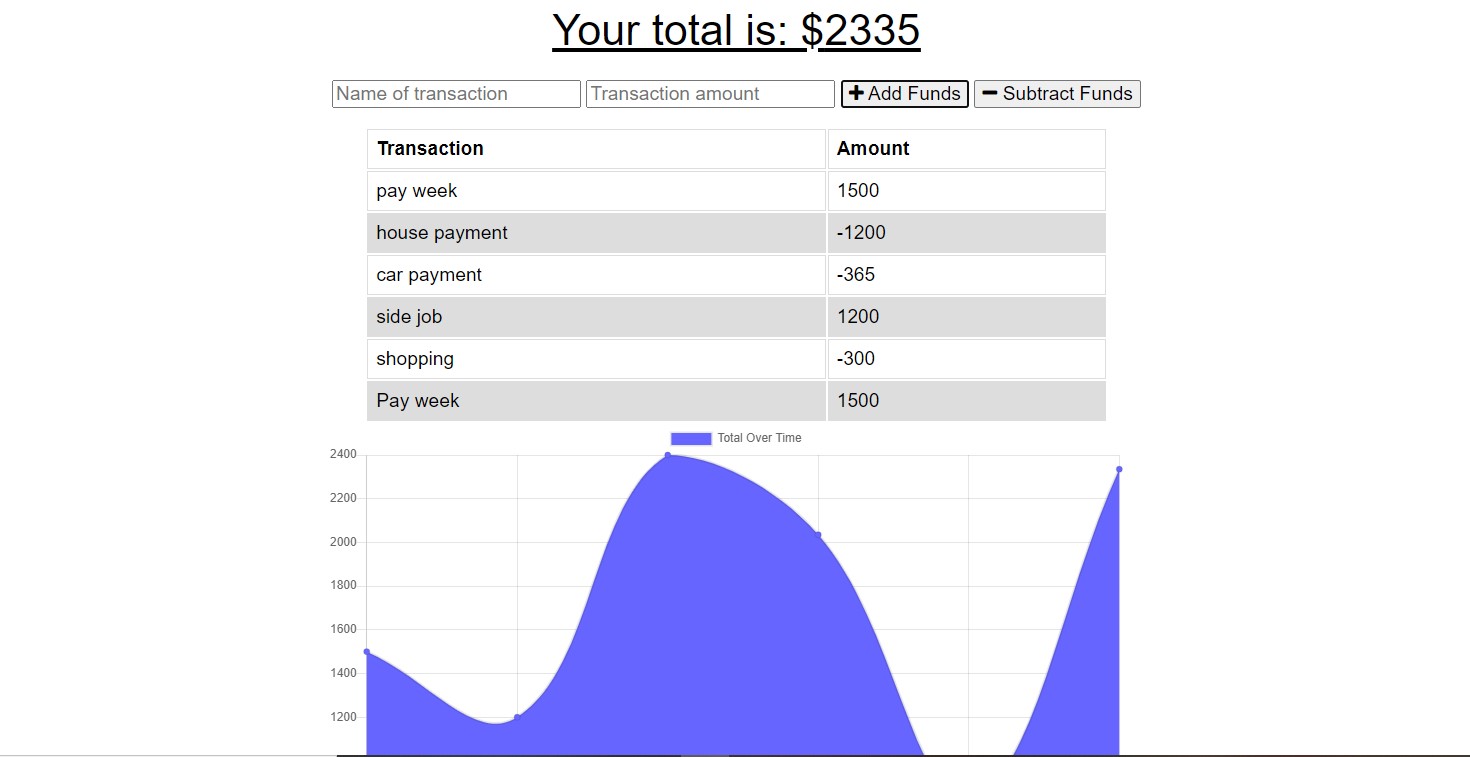 Your total is: $2335
Name of transaction Transaction amount Add Funds Subtract Funds
Transaction Amount
pay week 1500
house payment -1200
car payment -365
side job 1200
shopping -300
Pay week 1500
Total Over Time
2400
2200
2000
1800
1600
1400
1200